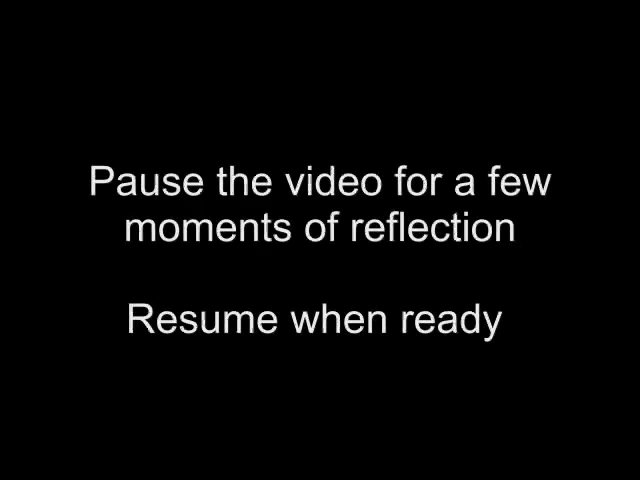 Pause the video for a few
moments of reflection
Resume when ready